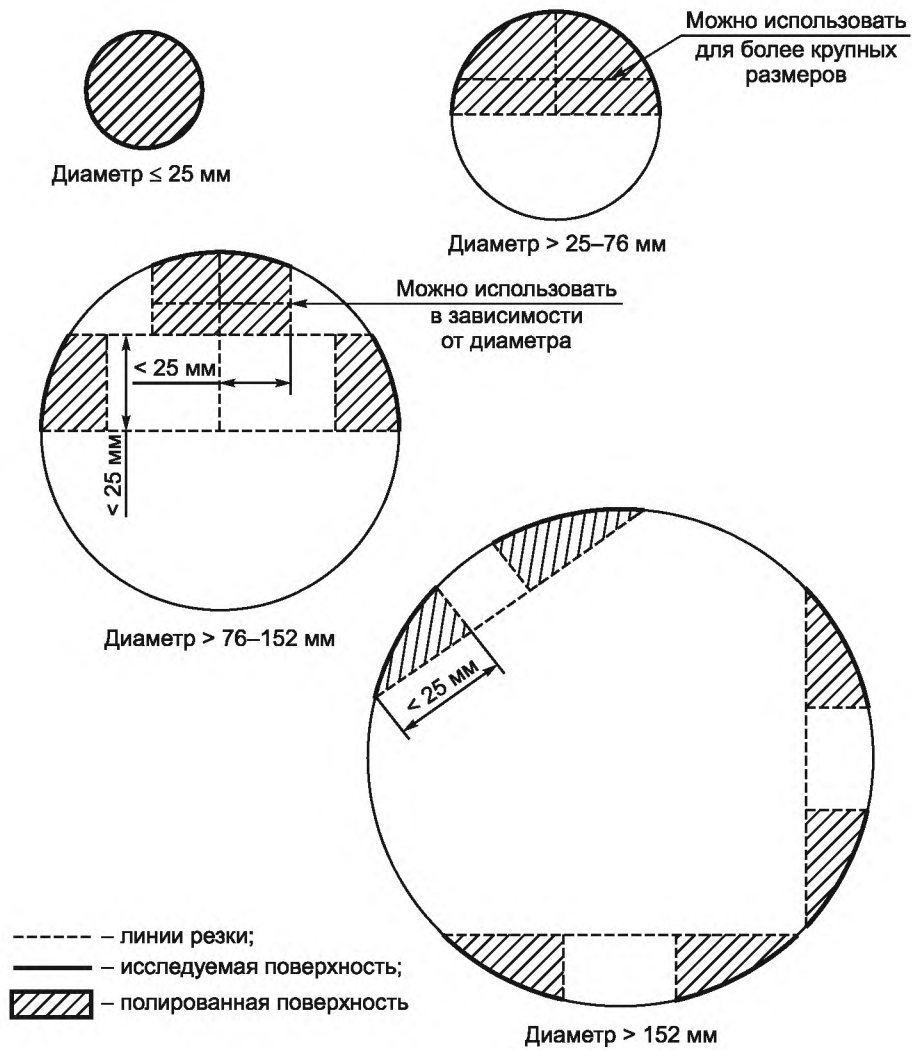 Можно использовать
для более крупных
размеров
Диаметр ≤ 25 мм
Диаметр > 25–76 мм
Можно использовать
в зависимости
от диаметра
< 25 мм
< 25 мм
Диаметр > 76–152 мм
< 25 мм
– линии резки;
– исследуемая поверхность;
– полированная поверхность
Диаметр > 152 мм